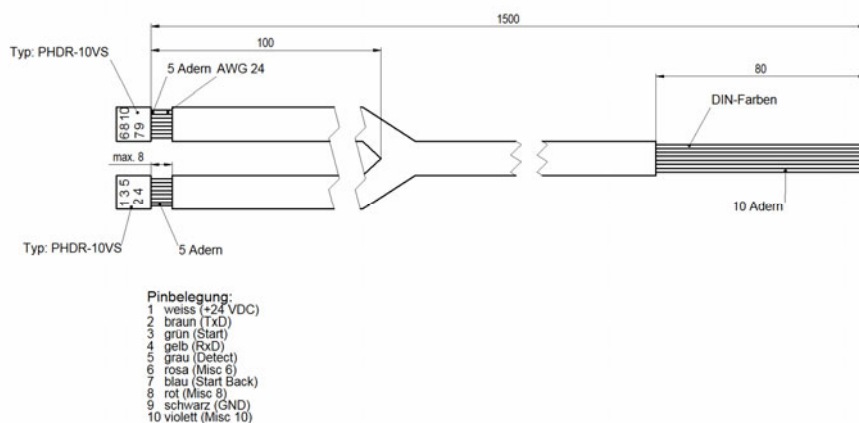 1500
100
Typ: PHDR-10VS
5 Adern AWG 24
80
DIN-Farben
6 8 10
7 9
max. 8
1 3 5
2 4
10 Adern
Typ: PHDR-10VS
5 Adern
Pinbelegung:
1 weiss (+24 VDC)
2 braun (TxD)
3 grün (Start)
4 gelb (RxD)
5 grau (Detect)
6 rosa (Misc 6)
7 blau (Start Back)
8 rot (Misc 8)
9 schwarz (GND)
10 violett (Misc 10)